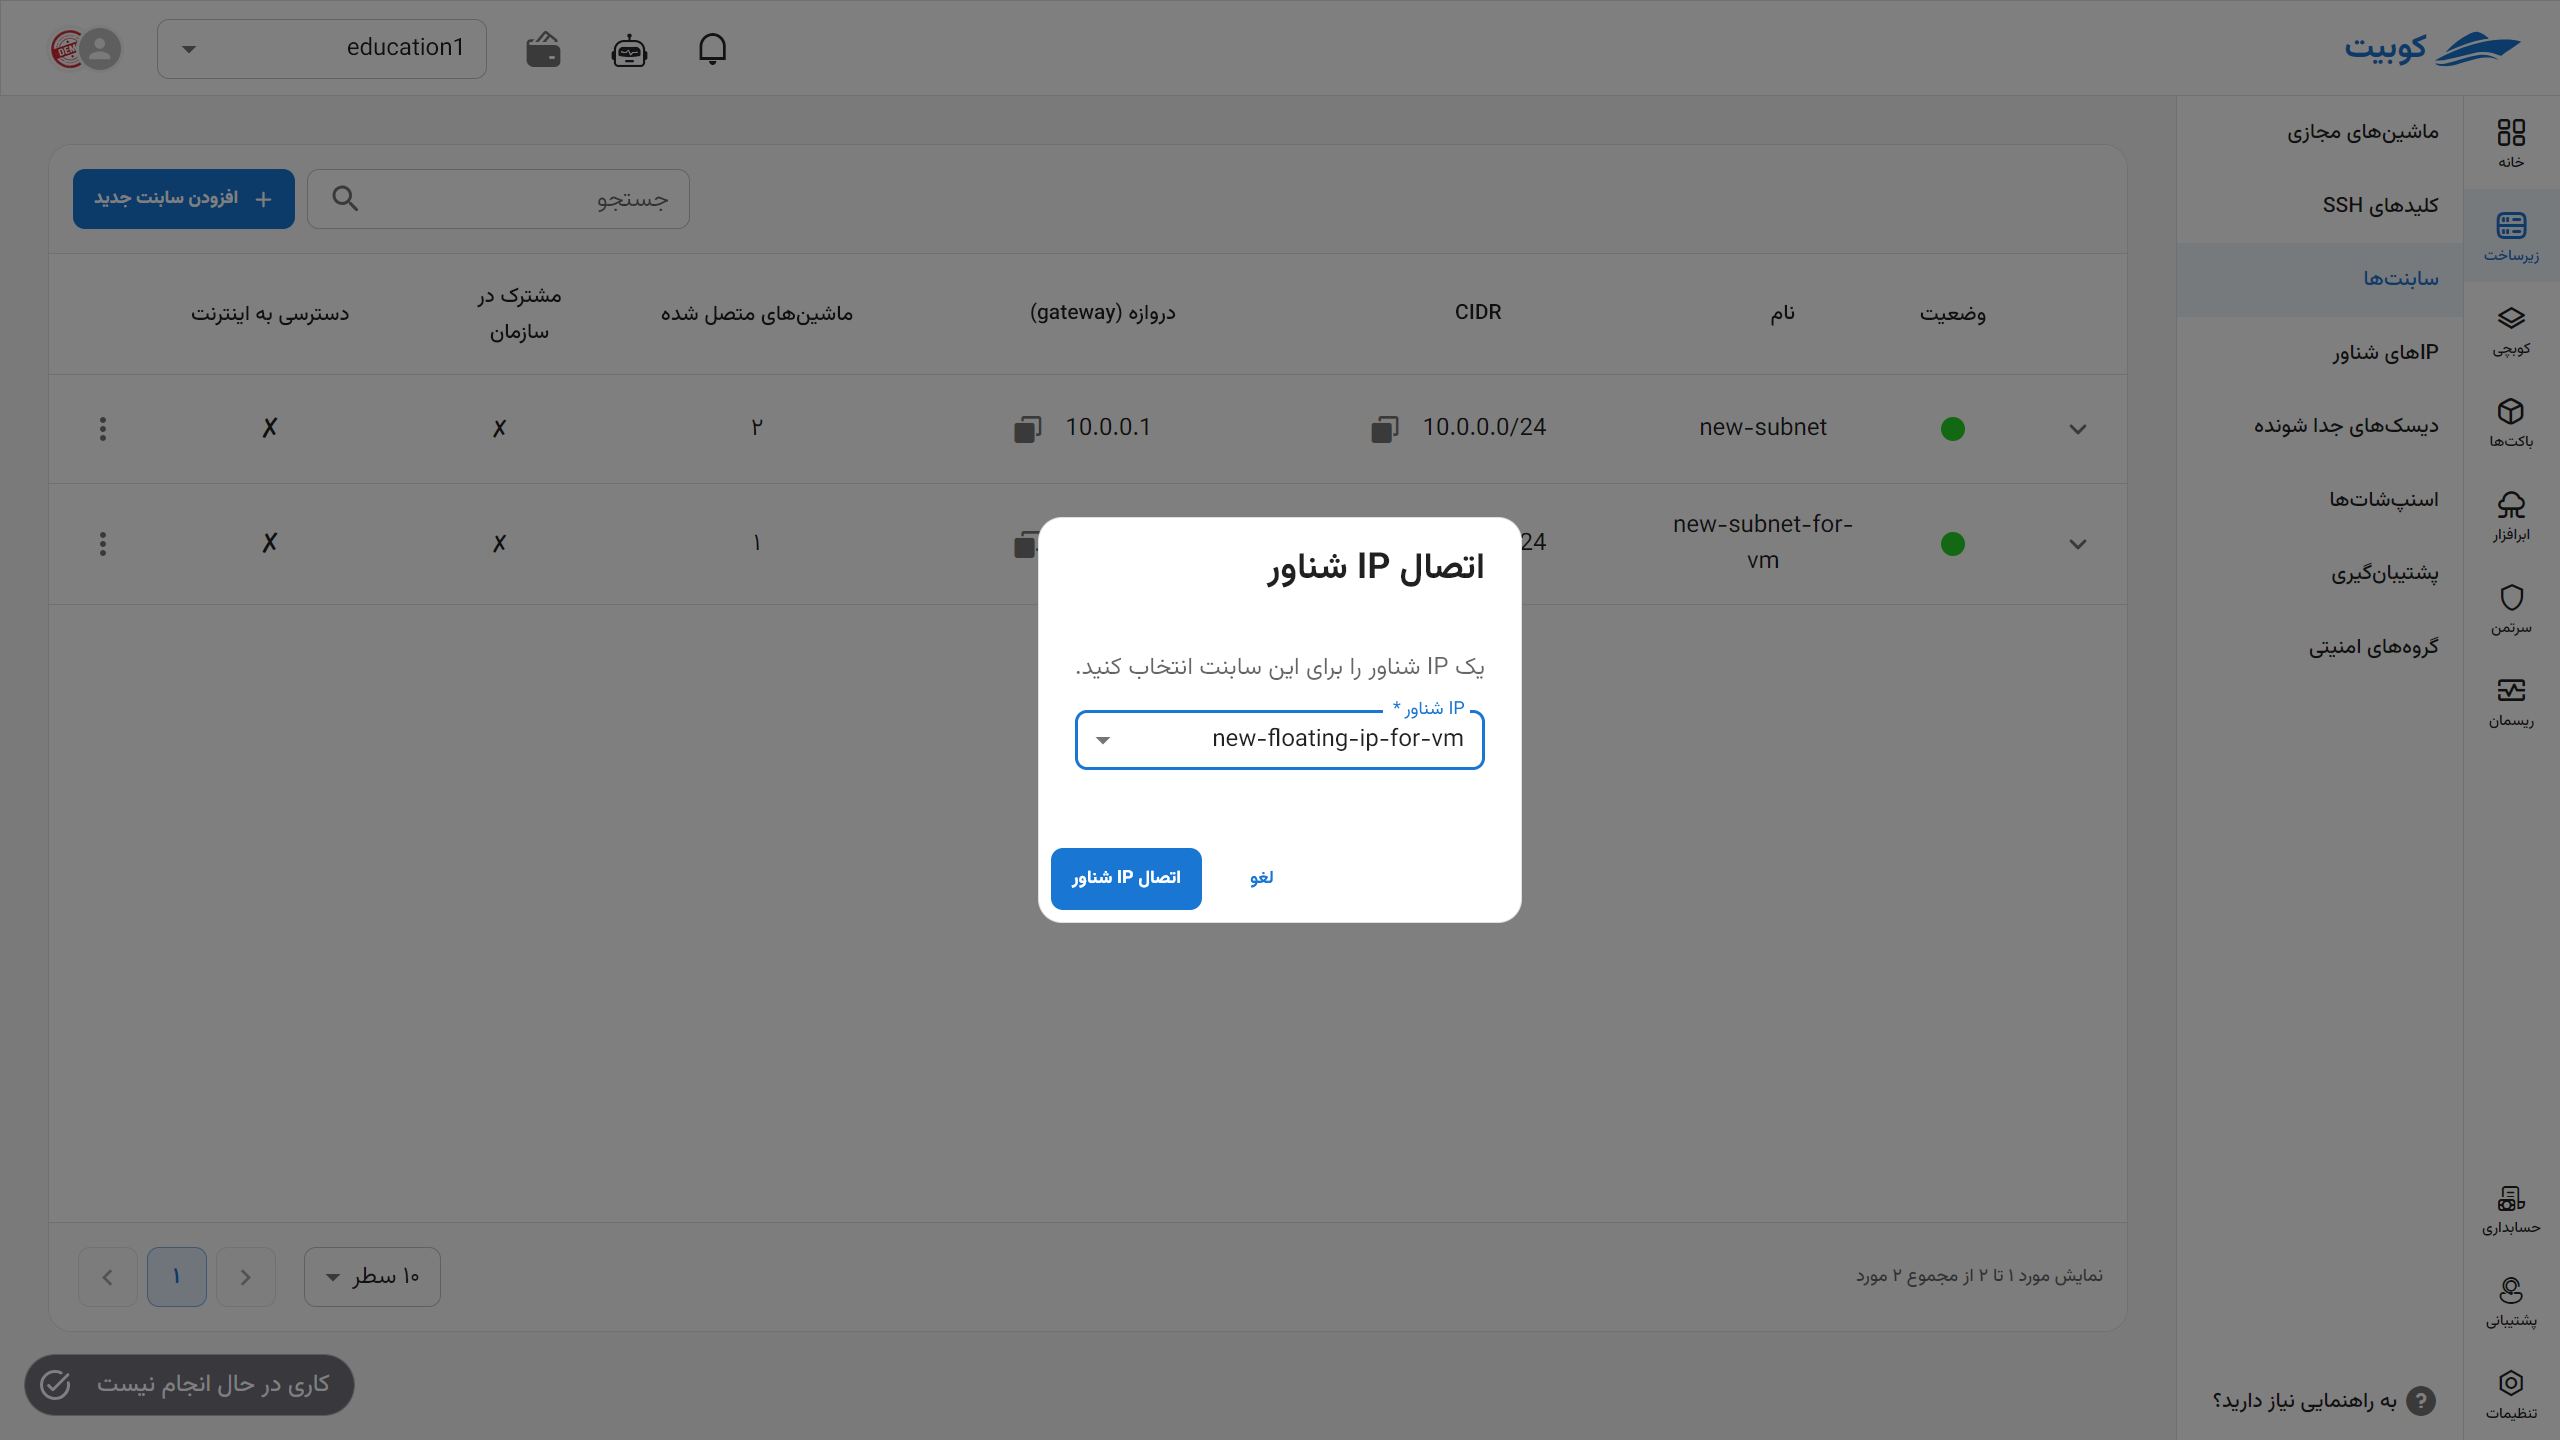 کوبیت
education1
خانه
زیرساخت
کوبچی
باکت‌ها
ابرافزار
سرتمن
ریسمان
حسابداری
پشتیبانی
تنظیمات
ماشین‌های مجازی
کلیدهای SSH
سابنت‌ها
IPهای شناور
دیسک‌های جدا شونده
اسنپ‌شات‌ها
پشتیبان‌گیری
گروه‌های امنیتی
به راهنمایی نیاز دارید؟
جستجو
افزودن سابنت جدید
وضعیت نام CIDR دروازه (gateway) ماشین‌های متصل شده مشترک در سازمان دسترسی به اینترنت
new-subnet 10.0.0.0/24 10.0.0.1 ۲ ✗ ✗
new-subnet-for-
vm
24 ۱ ✗ ✗
اتصال IP شناور
یک IP شناور را برای این سابنت انتخاب کنید.
IP شناور *
new-floating-ip-for-vm
لغو
اتصال IP شناور
نمایش مورد ۱ تا ۲ از مجموع ۲ مورد
۱۰ سطر
۱
کاری در حال انجام نیست